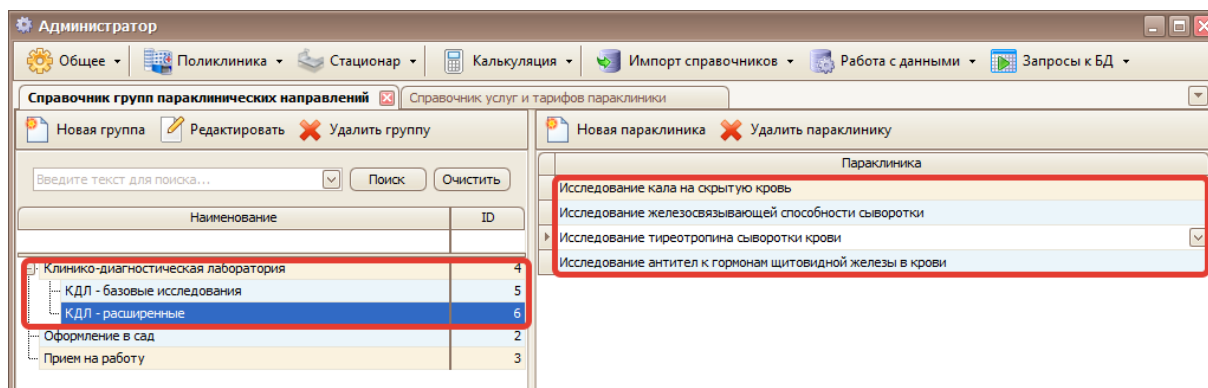 Администратор
Общее Поликлиника Стационар Калькуляция Импорт справочников Работа с данными Запросы к БД
Справочник групп параклинических направлений Справочник услуг и тарифов параклиники
Новая группа Редактировать Удалить группу
Новая параклиника Удалить параклинику
Введите текст для поиска... Поиск Очистить
Наименование ID
Клинико-диагностическая лаборатория 4
КДЛ - базовые исследования 5
КДЛ - расширенные 6
Оформление в сад 2
Прием на работу 3
Параклиника
Исследование кала на скрытую кровь
Исследование железосвязывающей способности сыворотки
Исследование тиреотропина сыворотки крови
Исследование антител к гормонам щитовидной железы в крови